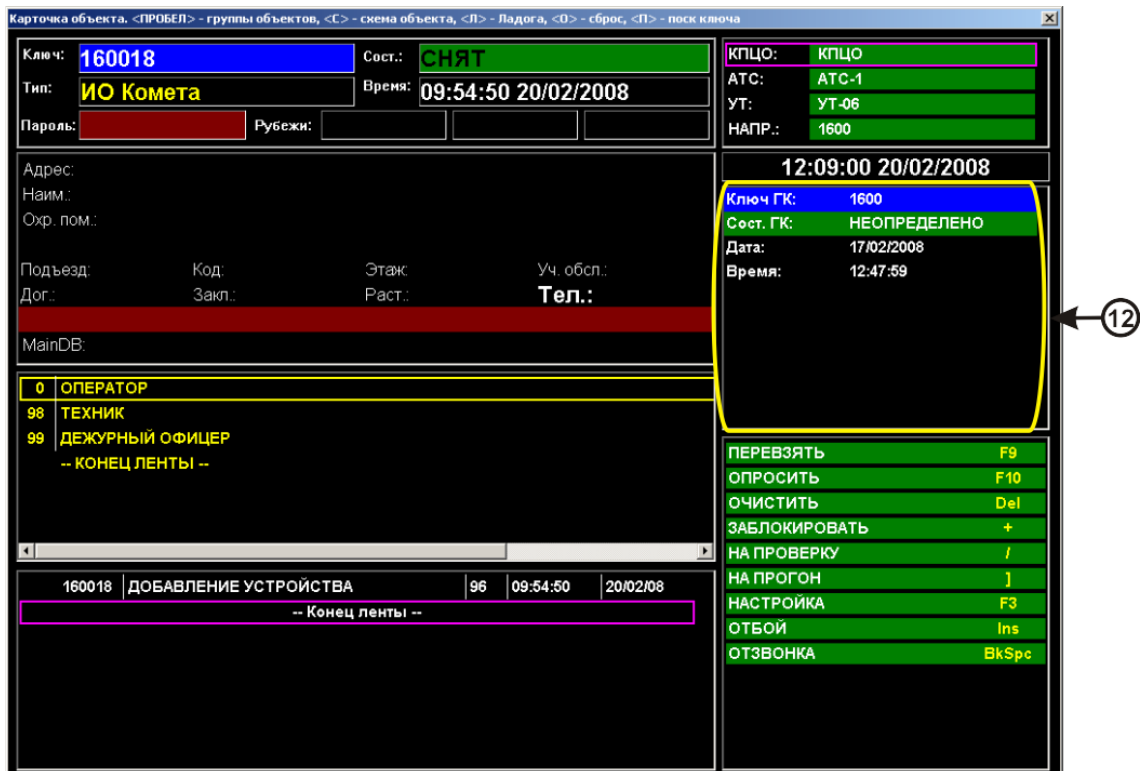 Карточка объекта. <ПРОБЕЛ> - группы объектов, <С> - схема объекта, <Л> - Ладога, <О> - сброс, <П> - поск ключа
Ключ: 160018 Сост.: СНЯТ
Тип: ИО Комета Время: 09:54:50 20/02/2008
Пароль: Рубежи:
КПЦО: КПЦО
АТС: АТС-1
УТ: УТ-06
НАПР.: 1600
12:09:00 20/02/2008
Адрес:
Наим.:
Охр. пом.:
Подъезд: Код: Этаж: Уч. обсл.:
Дог.: Закл.: Раст.: Тел.:
MainDB:
Ключ ГК: 1600
Сост. ГК: НЕОПРЕДЕЛЕНО
Дата: 17/02/2008
Время: 12:47:59
12
0 ОПЕРАТОР
98 ТЕХНИК
99 ДЕЖУРНЫЙ ОФИЦЕР
-- КОНЕЦ ЛЕНТЫ --
160018 ДОБАВЛЕНИЕ УСТРОЙСТВА 96 09:54:50 20/02/08
-- Конец ленты --
ПЕРЕВЗЯТЬ F9
ОПРОСИТЬ F10
ОЧИСТИТЬ Del
ЗАБЛОКИРОВАТЬ +
НА ПРОВЕРКУ /
НА ПРОГОН ]
НАСТРОЙКА F3
ОТБОЙ Ins
ОТЗВОНКА BkSpc